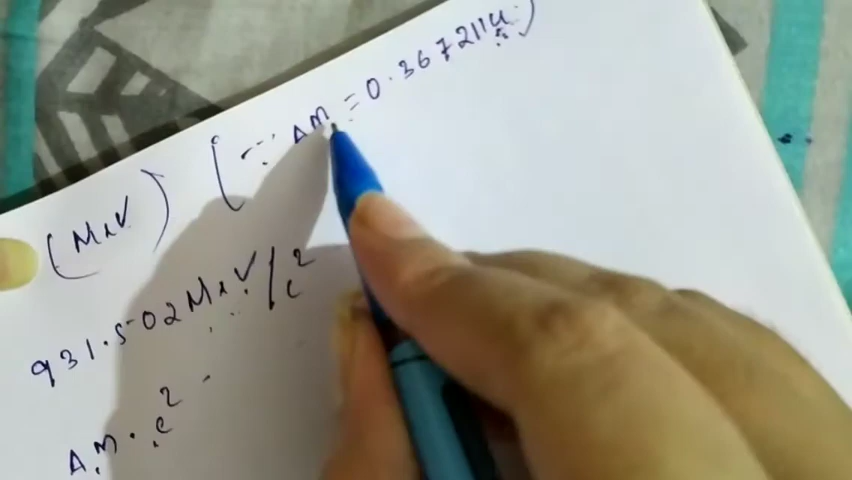 (MeV) (∵ Δm = 0.367211u)
931.502 MeV/c²
Δm.c²